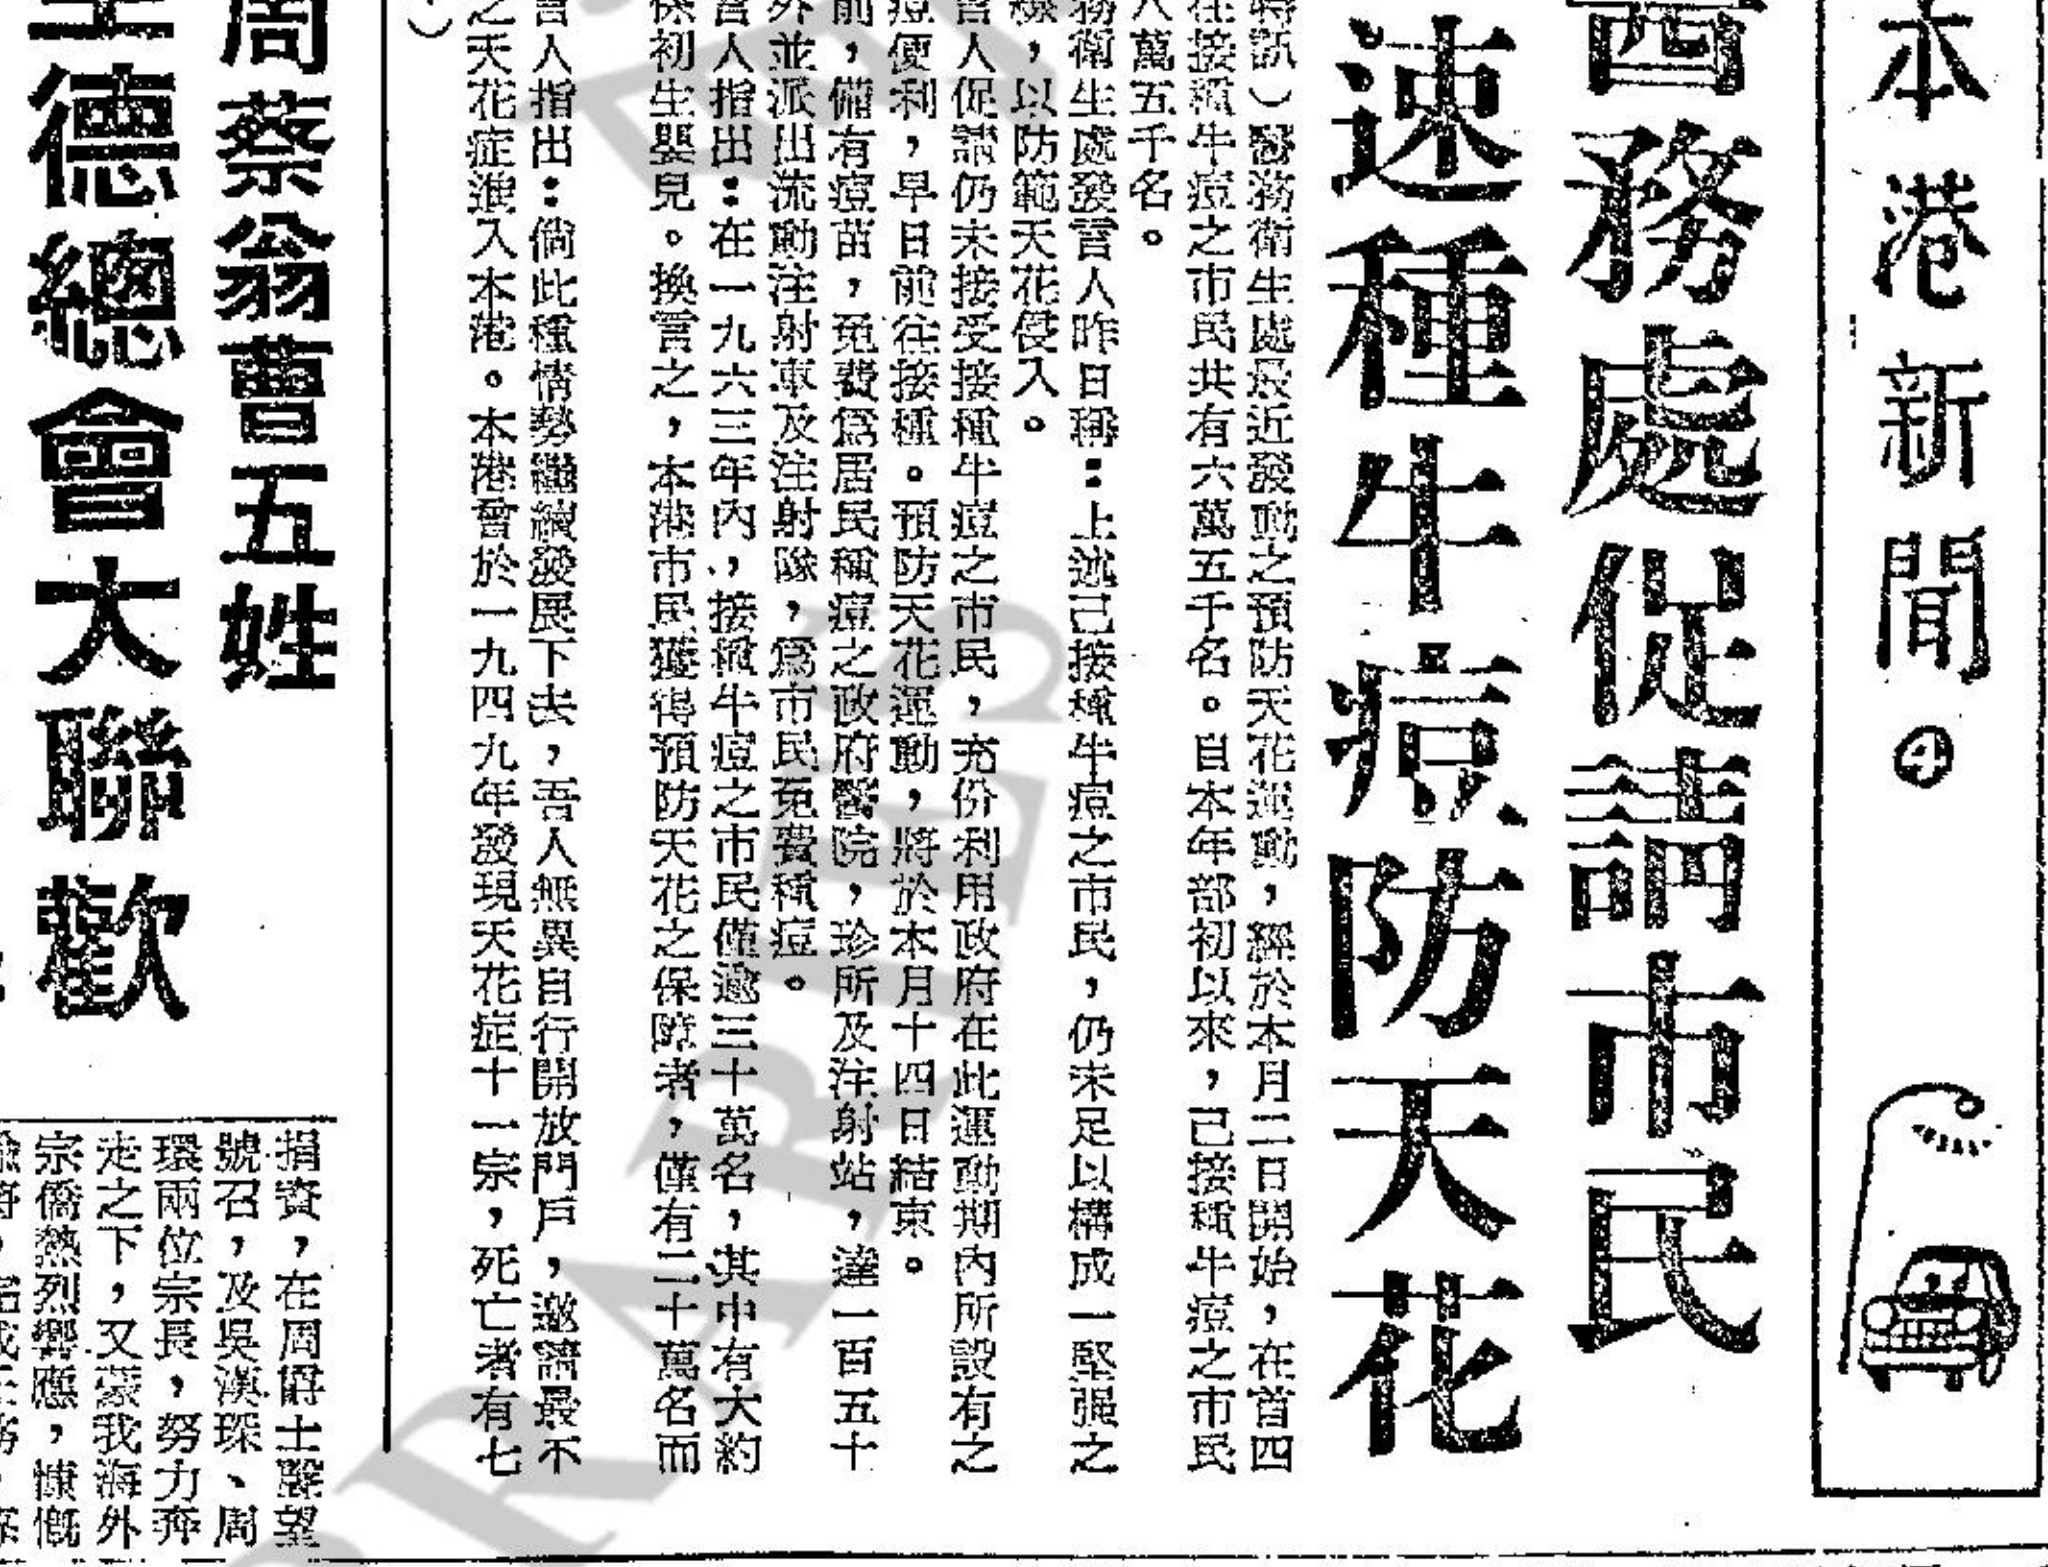 本港新聞④
醫務處促請市民
速種牛痘防天花
時訊）醫務衛生處最近發動之預防天花運動，經於本月二日開始，在首四
在接種牛痘之市民共有六萬五千名。自本年部初以來，已接種牛痘之市民
八萬五千名。
務衛生處發言人昨日稱：上述已接種牛痘之市民，仍未足以構成一堅强之
線，以防範天花侵入。
言人促請仍未接受接種牛痘之市民，充份利用政府在此運動期內所設有之
痘便利，早日前往接種。預防天花運動，將於本月十四日結束。
前，備有痘苗，免費爲居民種痘之政府醫院，珍所及注射站，達一百五十
外並派出流動注射車及注射隊，爲市民免費種痘。
言人指出：在一九六三年內，接種牛痘之市民僅逾三十萬名，其中有大約
係初生嬰兒。換言之，本港市民獲得預防天花之保障者，僅有二十萬名而
言人指出：倘此種情勢繼續發展下去，吾人無異自行開放門戶，邀請最不
之天花症進入本港。本港曾於一九四九年發現天花症十一宗，死亡者有七
）
周蔡翁曹五姓
德總會大聯歡
捐資，在周爵士聲望
號召，及吳漢琛、周
環兩位宗長，努力奔
走之下，又蒙我海外
宗僑熱烈響應，慷慨
RARIES